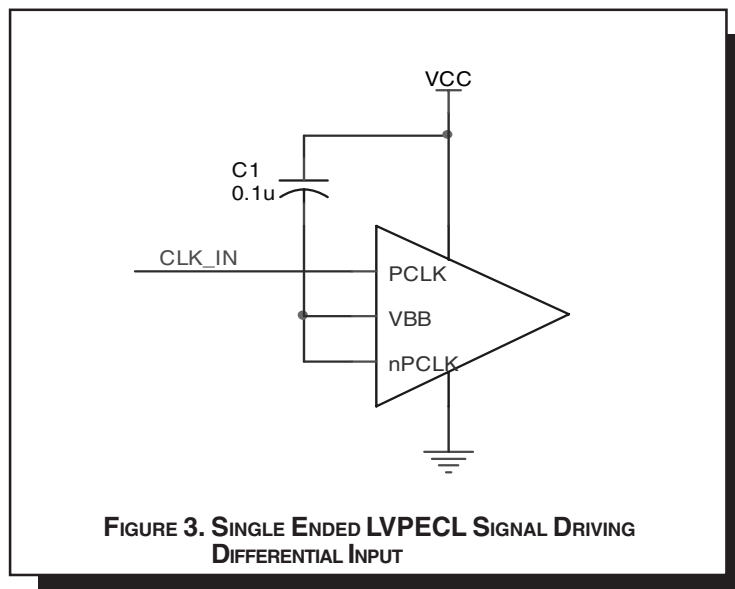 VCC
C1
0.1u
CLK_IN
PCLK
VBB
nPCLK
FIGURE 3. SINGLE ENDED LVPECL SIGNAL DRIVING
DIFFERENTIAL INPUT